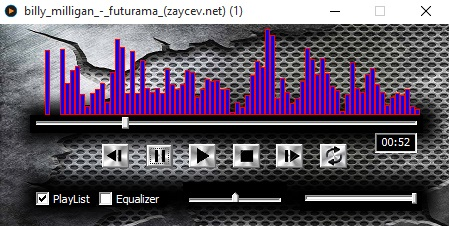 billy_milligan_-_futurama_(zaycev.net) (1)
00:52
PlayList
Equalizer